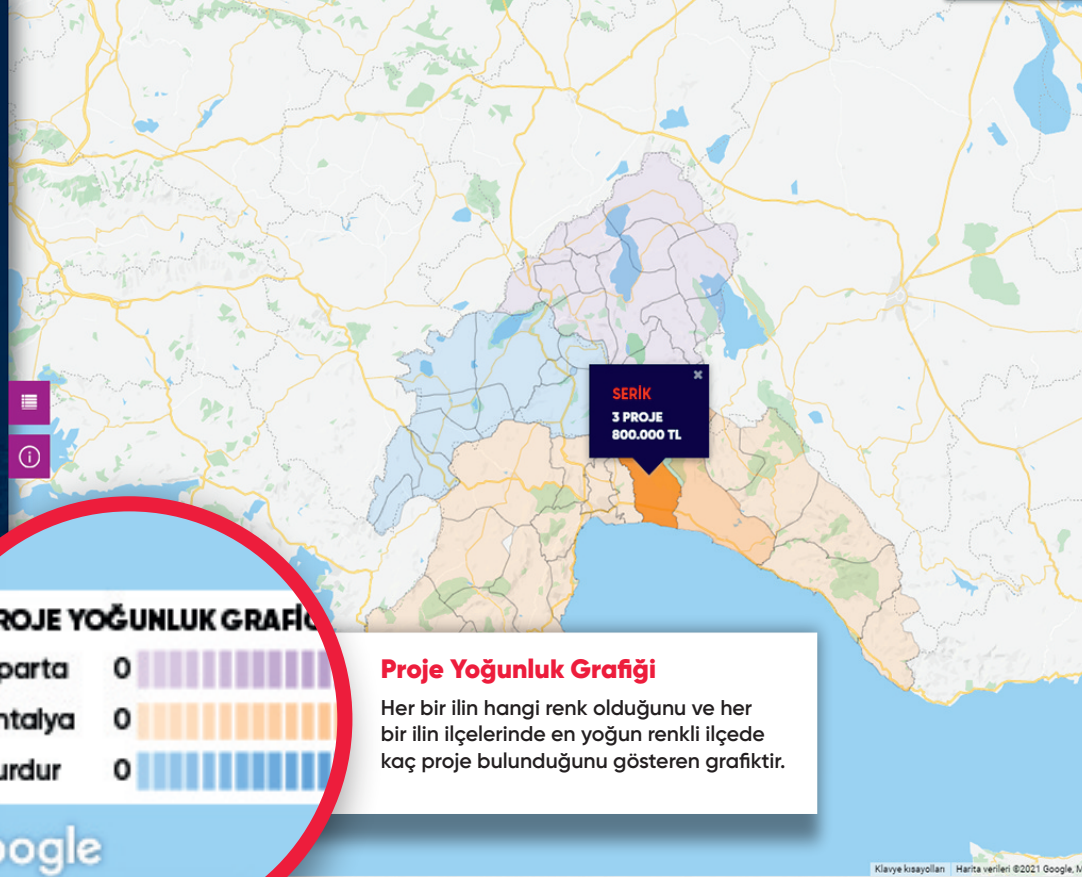 SERİK
3 PROJE
800.000 TL
ROJE YOĞUNLUK GRAFİĞ
parta 0
ntalya 0
urdur 0
oogle
Proje Yoğunluk Grafiği
Her bir ilin hangi renk olduğunu ve her
bir ilin ilçelerinde en yoğun renkli ilçede
kaç proje bulunduğunu gösteren grafiktir.
Klavye kısayolları Harita verileri ©2021 Google, M